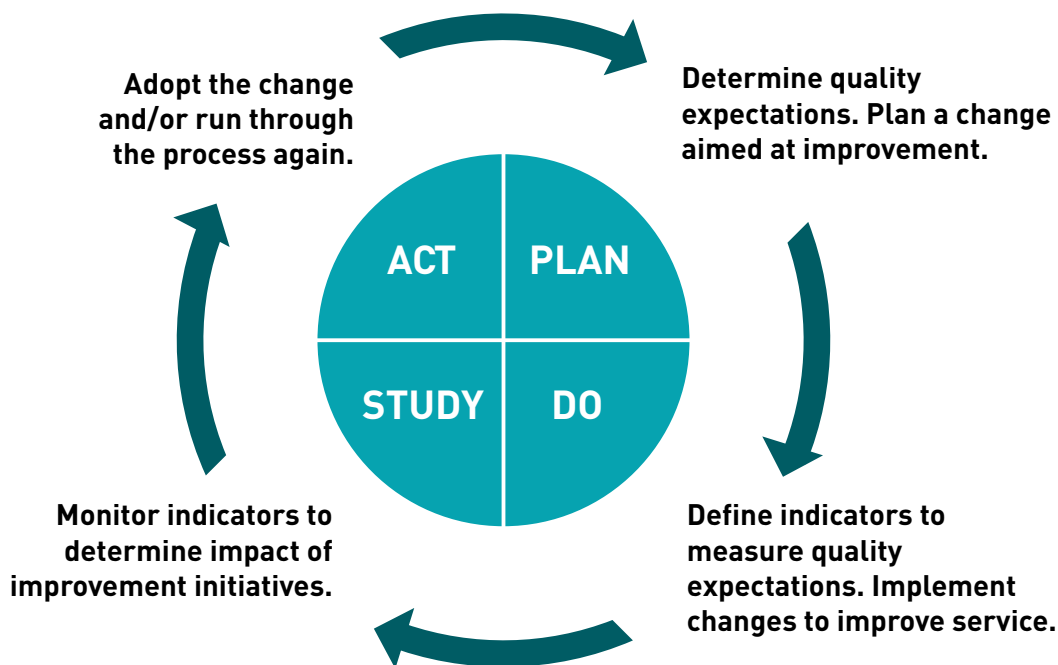 Adopt the change
and/or run through
the process again.
Determine quality
expectations. Plan a change
aimed at improvement.
ACT
PLAN
STUDY
DO
Monitor indicators to
determine impact of
improvement initiatives.
Define indicators to
measure quality
expectations. Implement
changes to improve service.